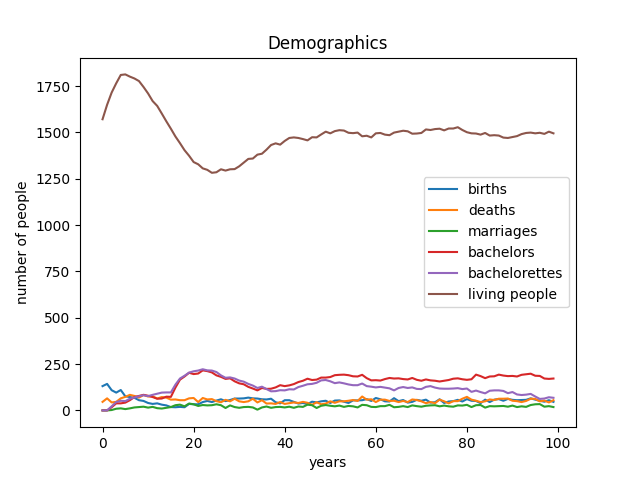 Demographics
1750
1500
1250
1000
750
500
250
0
number of people
births
deaths
marriages
bachelors
bachelorettes
living people
0
20
40
60
80
100
years